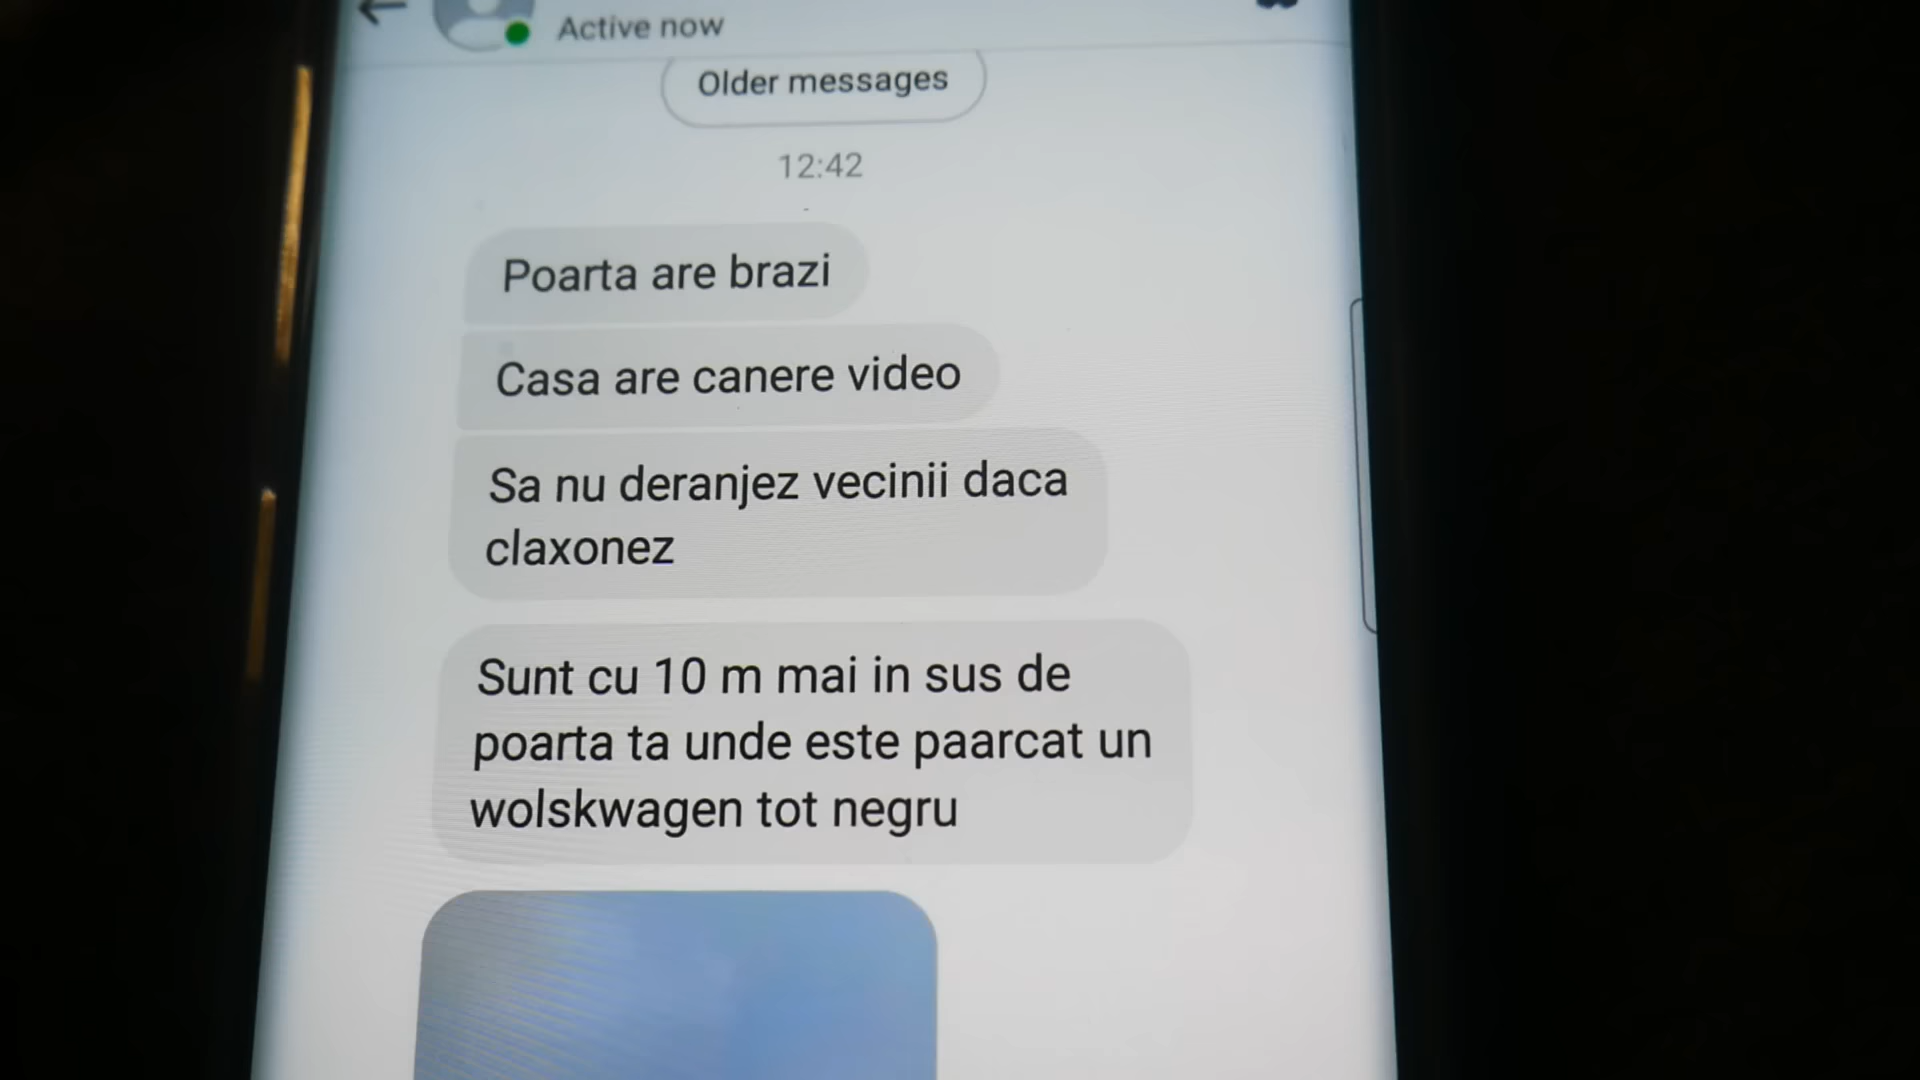 Active now
Older messages
12:42
Poarta are brazi
Casa are canere video
Sa nu deranjez vecinii daca
claxonez
Sunt cu 10 m mai in sus de
poarta ta unde este paarcat un
wolskwagen tot negru